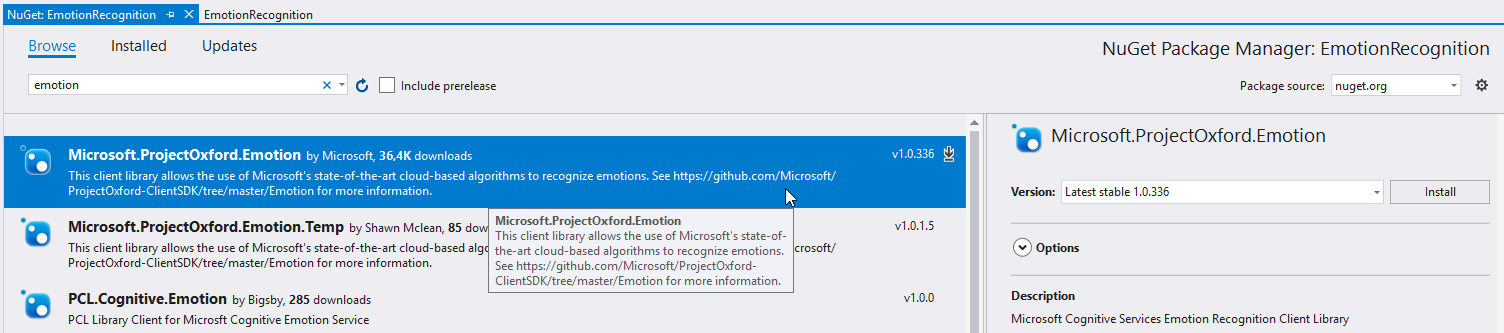 NuGet: EmotionRecognition
EmotionRecognition
Browse
Installed
Updates
NuGet Package Manager: EmotionRecognition
emotion
Include prerelease
Package source:
nuget.org
Microsoft.ProjectOxford.Emotion by Microsoft, 36,4K downloads
v1.0.336
This client library allows the use of Microsoft's state-of-the-art cloud-based algorithms to recognize emotions. See https://github.com/Microsoft/
ProjectOxford-ClientSDK/tree/master/Emotion for more information.
Microsoft.ProjectOxford.Emotion.Temp by Shawn Mclean, 85 dow
v1.0.1.5
This client library allows the use of Microsoft's state-of-the-art cloud-based algo
icrosoft/
ProjectOxford-ClientSDK/tree/master/Emotion for more information.
Microsoft.ProjectOxford.Emotion
This client library allows the use of Microsoft's state-of-
the-art cloud-based algorithms to recognize emotions.
See https://github.com/Microsoft/ProjectOxford-
ClientSDK/tree/master/Emotion for more information.
PCL.Cognitive.Emotion by Bigsby, 285 downloads
v1.0.0
PCL Library Client for Microsft Cognitive Emotion Service
Microsoft.ProjectOxford.Emotion
Version:
Latest stable 1.0.336
Install
Options
Description
Microsoft Cognitive Services Emotion Recognition Client Library